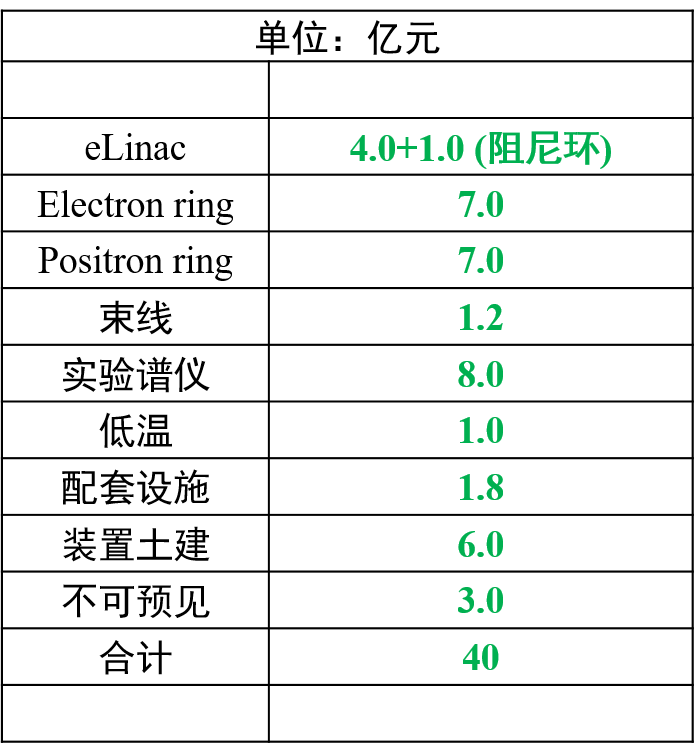 单位：亿元
eLinac 4.0+1.0 (阻尼环)
Electron ring 7.0
Positron ring 7.0
束线 1.2
实验谱仪 8.0
低温 1.0
配套设施 1.8
装置土建 6.0
不可预见 3.0
合计 40